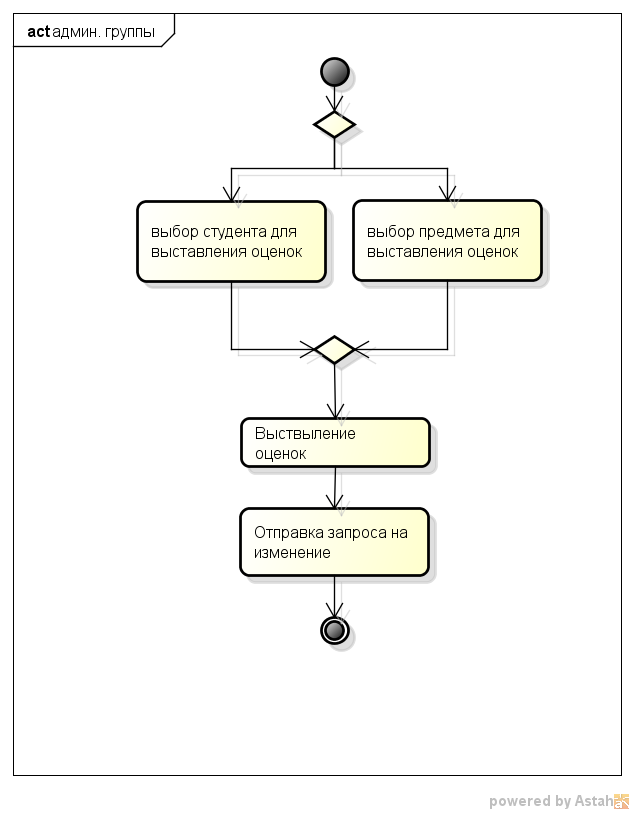 act админ. группы
выбор студента для
выставления оценок
выбор предмета для
выставления оценок
Выствыление
оценок
Отправка запроса на
изменение
powered by Astah